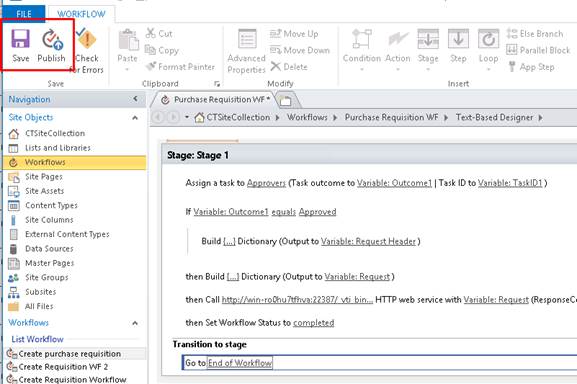 FILE WORKFLOW
Save Publish Check for Errors
Save
Paste Cut
Copy
Format Painter
Clipboard
Advanced Properties Move Up
Move Down
Delete
Modify
Condition Action Stage Step Loop Else Branch
Parallel Block
App Step
Insert
Navigation
Site Objects
CTSiteCollection
Lists and Libraries
Workflows
Site Pages
Site Assets
Content Types
Site Columns
External Content Types
Data Sources
Master Pages
Site Groups
Subsites
All Files
Workflows
List Workflow
Create purchase requisition
Create Requisition WF 2
Create Requisition Workflow
Purchase Requisition WF *
CTSiteCollection Workflows Purchase Requisition WF Text-Based Designer
Stage: Stage 1
Assign a task to Approvers (Task outcome to Variable: Outcome1 | Task ID to Variable: TaskID1 )
If Variable: Outcome1 equals Approved
Build {...} Dictionary (Output to Variable: Request Header )
then Build {...} Dictionary (Output to Variable: Request )
then Call http://win-ro0hu7tfhva:22387/_vti_bin... HTTP web service with Variable: Request (ResponseCo
then Set Workflow Status to completed
Transition to stage
Go to End of Workflow